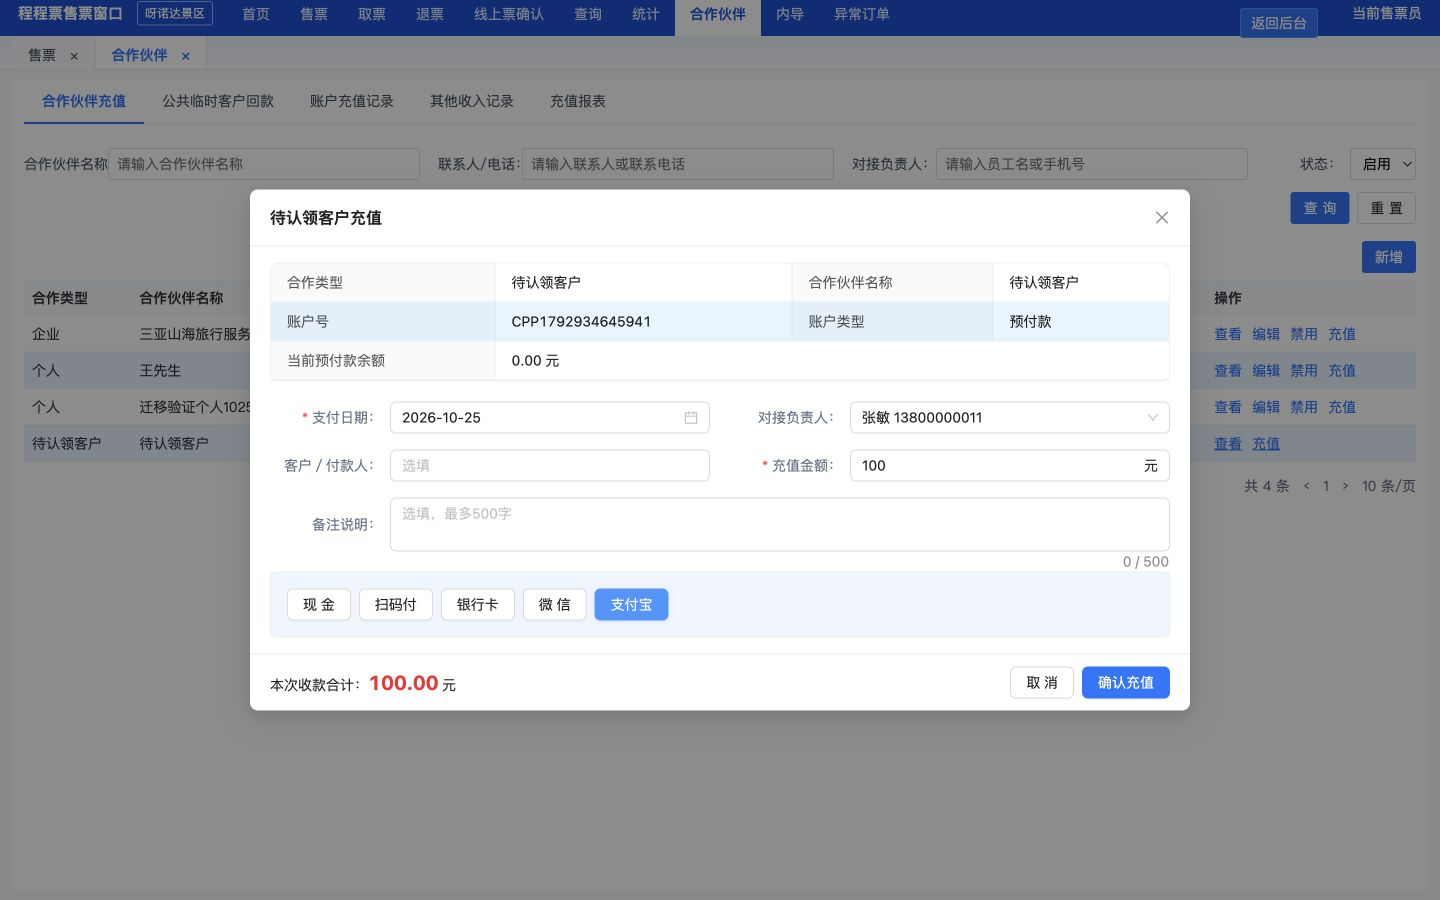 程程票售票窗口 呀诺达景区 首页 售票 取票 退票 线上票确认 查询 统计 合作伙伴 内导 异常订单 返回后台 当前售票员
售票 × 合作伙伴 ×
合作伙伴充值 公共临时客户回款 账户充值记录 其他收入记录 充值报表
合作伙伴名称 请输入合作伙伴名称 联系人/电话: 请输入联系人或联系电话 对接负责人: 请输入员工名或手机号 状态: 启用
查 询 重 置
新增
合作类型 合作伙伴名称 操作
企业 三亚山海旅行服务 查看 编辑 禁用 充值
个人 王先生 查看 编辑 禁用 充值
个人 迁移验证个人1025 查看 编辑 禁用 充值
待认领客户 待认领客户 查看 充值
共 4 条 < 1 > 10 条/页
待认领客户充值
合作类型 待认领客户 合作伙伴名称 待认领客户
账户号 CPP1792934645941 账户类型 预付款
当前预付款余额 0.00 元
* 支付日期: 2026-10-25 对接负责人: 张敏 13800000011
客户 / 付款人: 选填 * 充值金额: 100 元
备注说明: 选填，最多500字
0 / 500
现 金 扫码付 银行卡 微 信 支付宝
本次收款合计: 100.00 元 取 消 确认充值